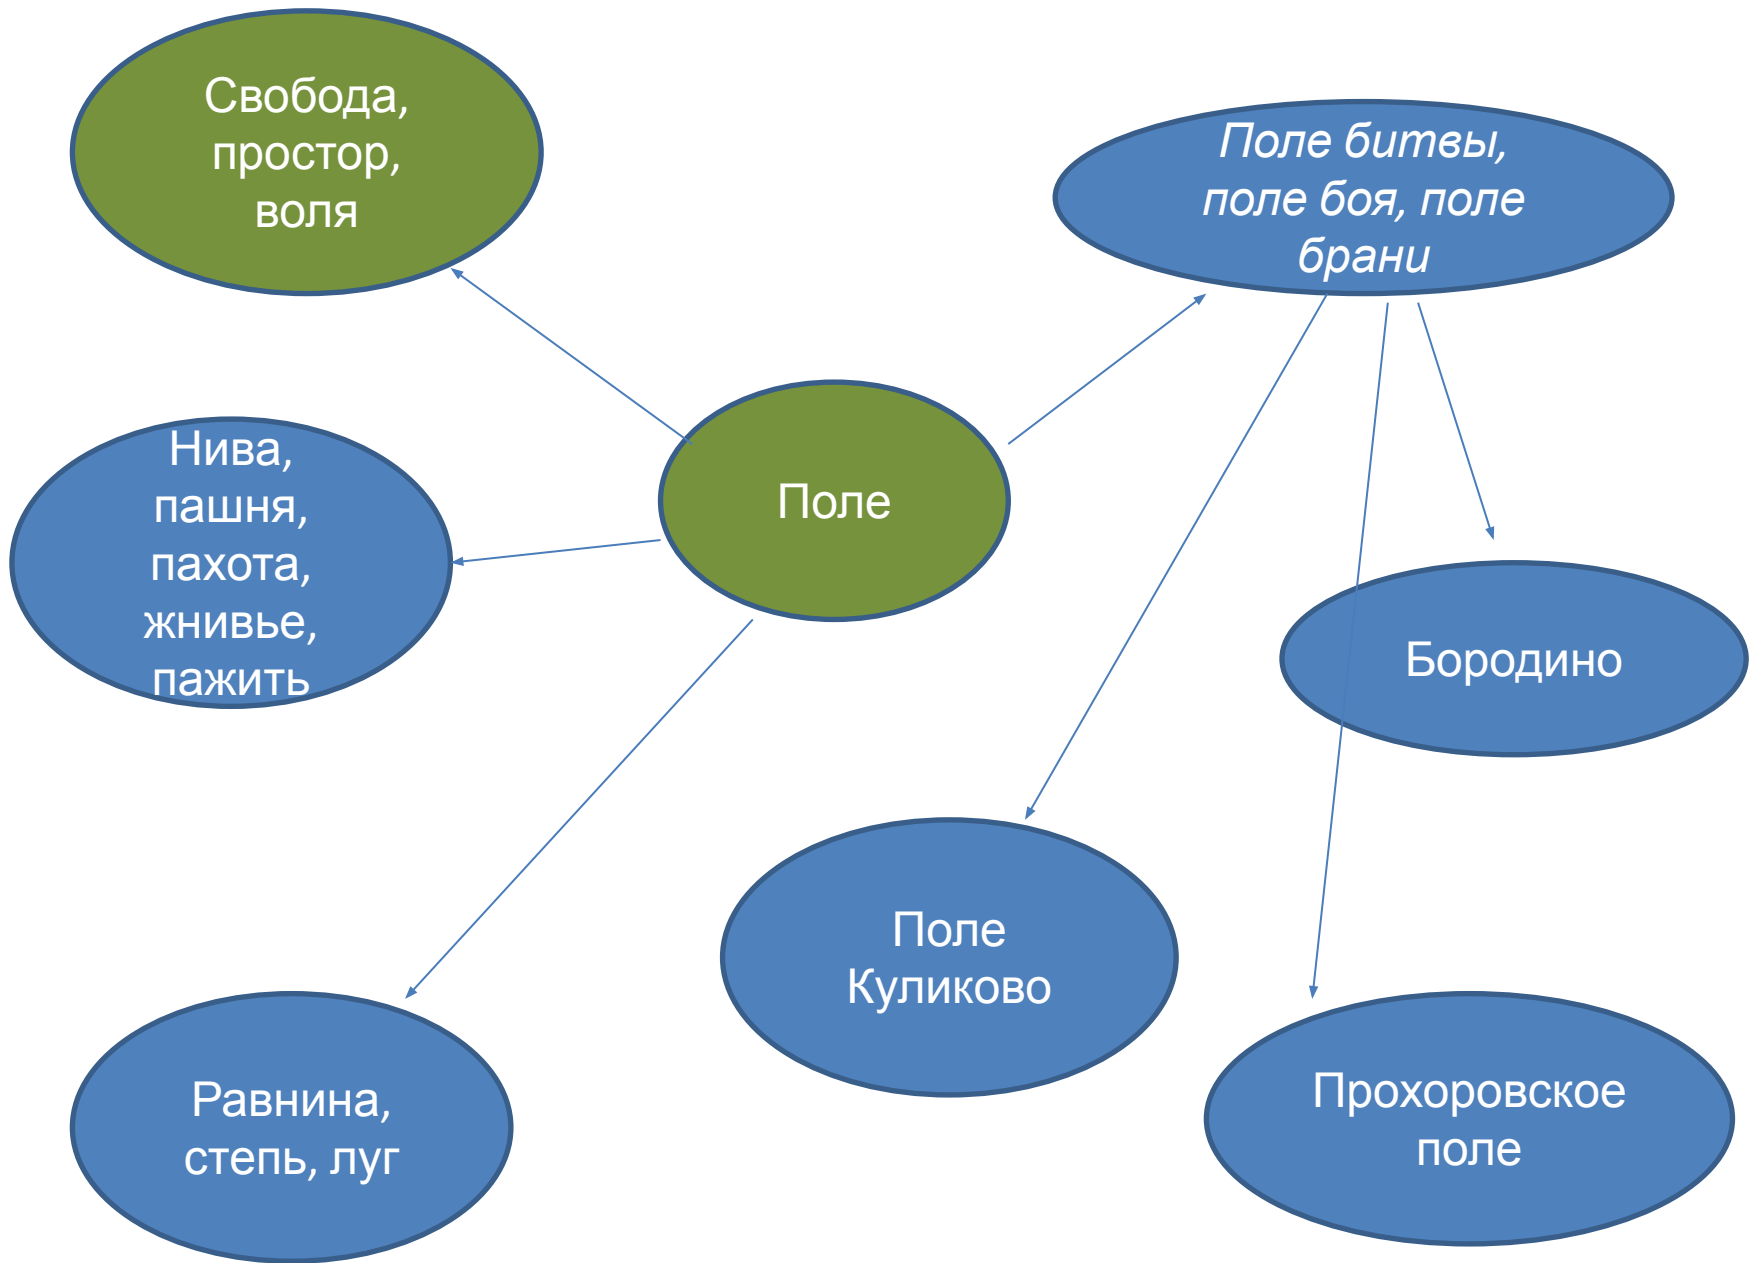 Свобода,
простор,
воля
Поле битвы,
поле боя, поле
брани
Нива,
пашня,
пахота,
жнивье,
пажить
Поле
Бородино
Поле
Куликово
Равнина,
степь, луг
Прохоровское
поле